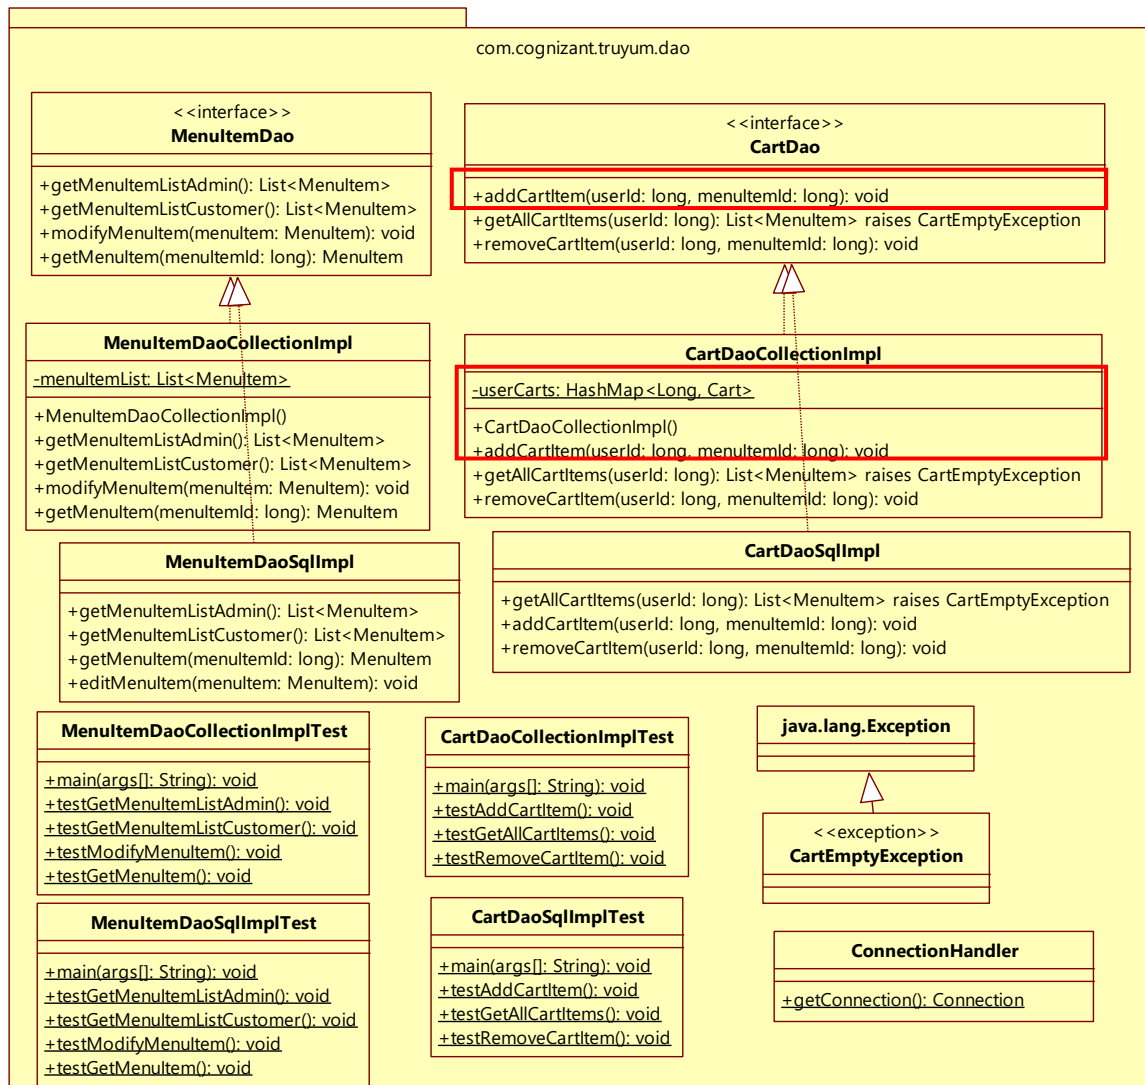 com.cognizant.truyum.dao
<<interface>>
MenuItemDao
+getMenuItemListAdmin(): List<MenuItem>
+getMenuItemListCustomer(): List<MenuItem>
+modifyMenuItem(menuItem: MenuItem): void
+getMenuItem(menuItemId: long): MenuItem
<<interface>>
CartDao
+addCartItem(userId: long, menuItemId: long): void
+getAllCartItems(userId: long): List<MenuItem> raises CartEmptyException
+removeCartItem(userId: long, menuItemId: long): void
MenuItemDaoCollectionImpl
-menuItemList: List<MenuItem>
+MenuItemDaoCollectionImpl()
+getMenuItemListAdmin(): List<MenuItem>
+getMenuItemListCustomer(): List<MenuItem>
+modifyMenuItem(menuItem: MenuItem): void
+getMenuItem(menuItemId: long): MenuItem
CartDaoCollectionImpl
-userCarts: HashMap<Long, Cart>
+CartDaoCollectionImpl()
+addCartItem(userId: long, menuItemId: long): void
+getAllCartItems(userId: long): List<MenuItem> raises CartEmptyException
+removeCartItem(userId: long, menuItemId: long): void
MenuItemDaoSqlImpl
+getMenuItemListAdmin(): List<MenuItem>
+getMenuItemListCustomer(): List<MenuItem>
+getMenuItem(menuItemId: long): MenuItem
+editMenuItem(menuItem: MenuItem): void
CartDaoSqlImpl
+getAllCartItems(userId: long): List<MenuItem> raises CartEmptyException
+addCartItem(userId: long, menuItemId: long): void
+removeCartItem(userId: long, menuItemId: long): void
MenuItemDaoCollectionImplTest
+main(args[]: String): void
+testGetMenuItemListAdmin(): void
+testGetMenuItemListCustomer(): void
+testModifyMenuItem(): void
+testGetMenuItem(): void
CartDaoCollectionImplTest
+main(args[]: String): void
+testAddCartItem(): void
+testGetAllCartItems(): void
+testRemoveCartItem(): void
java.lang.Exception
<<exception>>
CartEmptyException
MenuItemDaoSqlImplTest
+main(args[]: String): void
+testGetMenuItemListAdmin(): void
+testGetMenuItemListCustomer(): void
+testModifyMenuItem(): void
+testGetMenuItem(): void
CartDaoSqlImplTest
+main(args[]: String): void
+testAddCartItem(): void
+testGetAllCartItems(): void
+testRemoveCartItem(): void
ConnectionHandler
+getConnection(): Connection